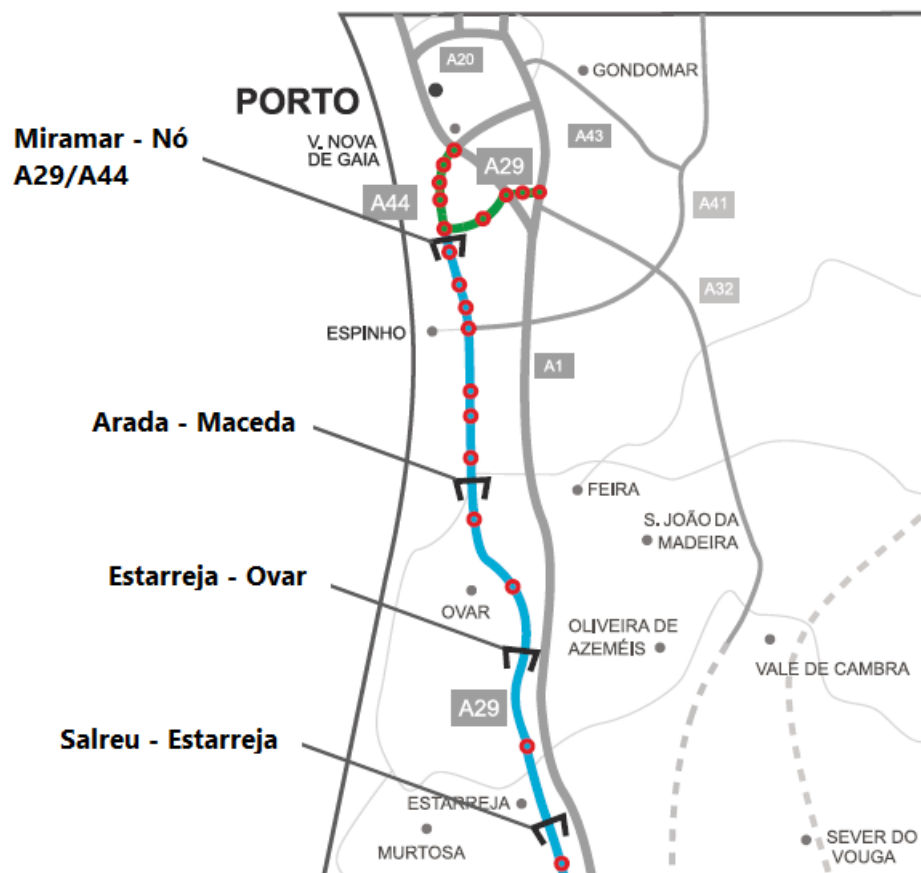 A20
GONDOMAR
PORTO
Miramar - Nó
A29/A44
V. NOVA
DE GAIA
A43
A29
A44
A41
A32
ESPINHO
A1
Arada - Maceda
FEIRA
S. JOÃO DA
MADEIRA
Estarreja - Ovar
OVAR
OLIVEIRA DE
AZEMÉIS
VALE DE CAMBRA
A29
Salreu - Estarreja
ESTARREJA
MURTOSA
SEVER DO
VOUGA